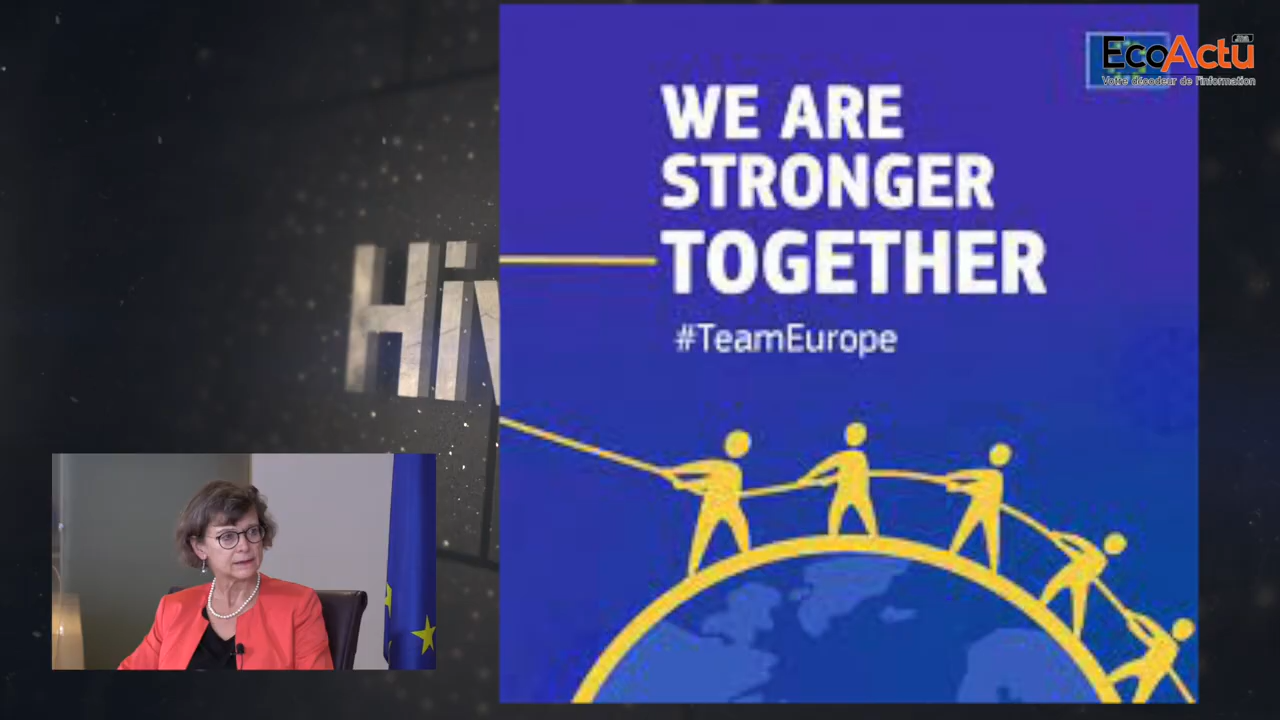 EcoActu
Votre décodeur de l'information
WE ARE
STRONGER
TOGETHER
#TeamEurope